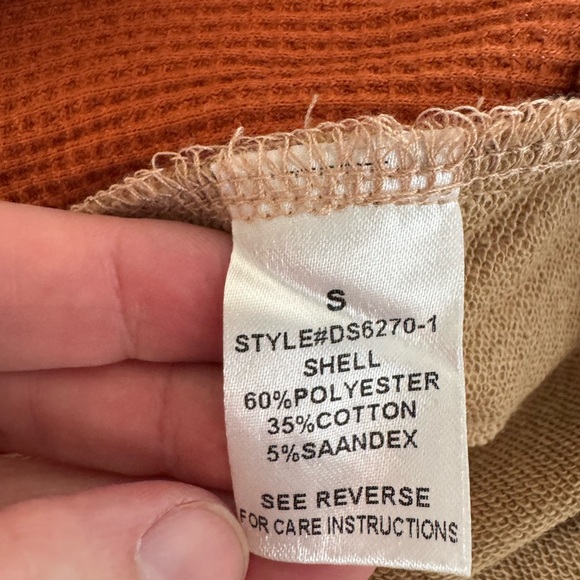 S
STYLE#DS6270-1
SHELL
60%POLYESTER
35%COTTON
5%SAANDEX
SEE REVERSE
FOR CARE INSTRUCTIONS